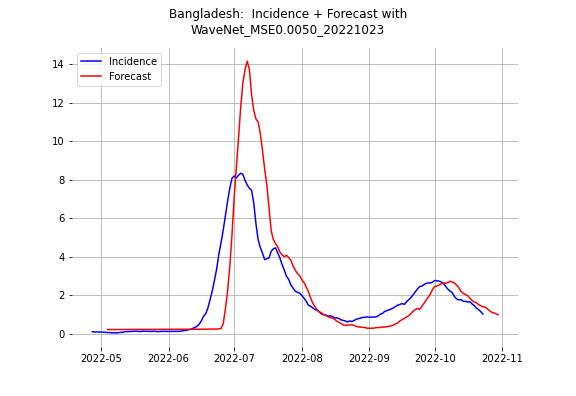 Bangladesh:  Incidence + Forecast with
WaveNet_MSE0.0050_20221023
Incidence
Forecast
14
12
10
8
6
4
2
0
2022-05 2022-06 2022-07 2022-08 2022-09 2022-10 2022-11